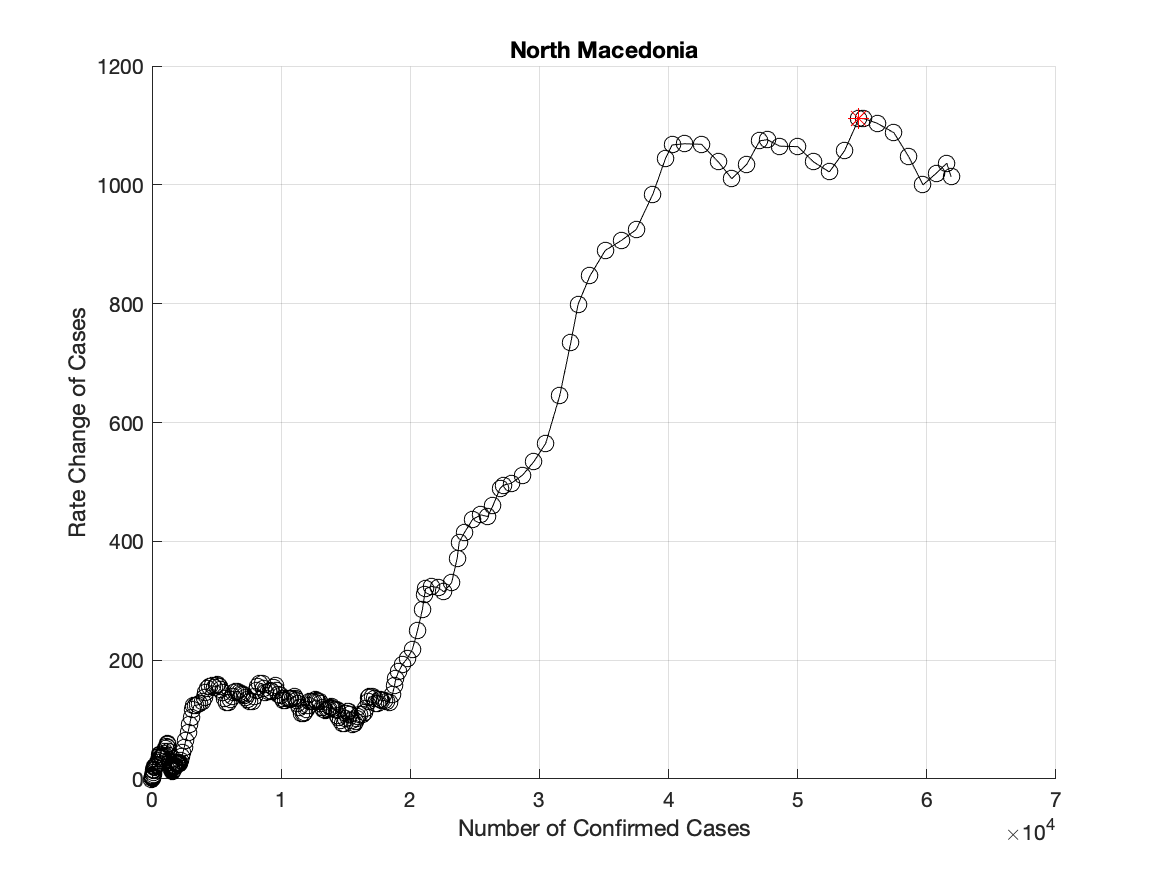 North Macedonia
1200
1000
800
600
400
200
0
Rate Change of Cases
0 1 2 3 4 5 6 7
Number of Confirmed Cases
×10⁴